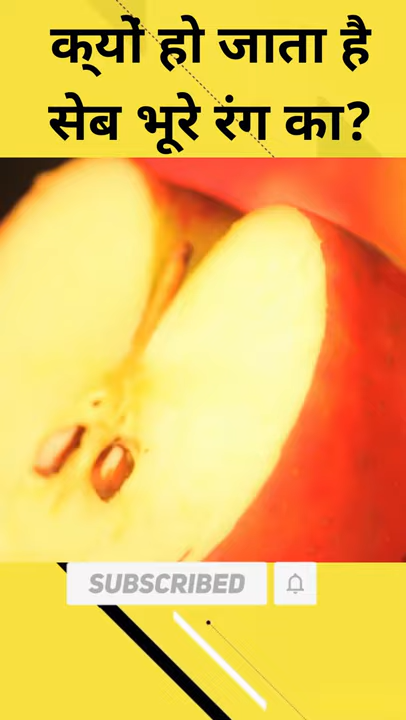 क्यों हो जाता है
सेब भूरे रंग का?
SUBSCRIBED